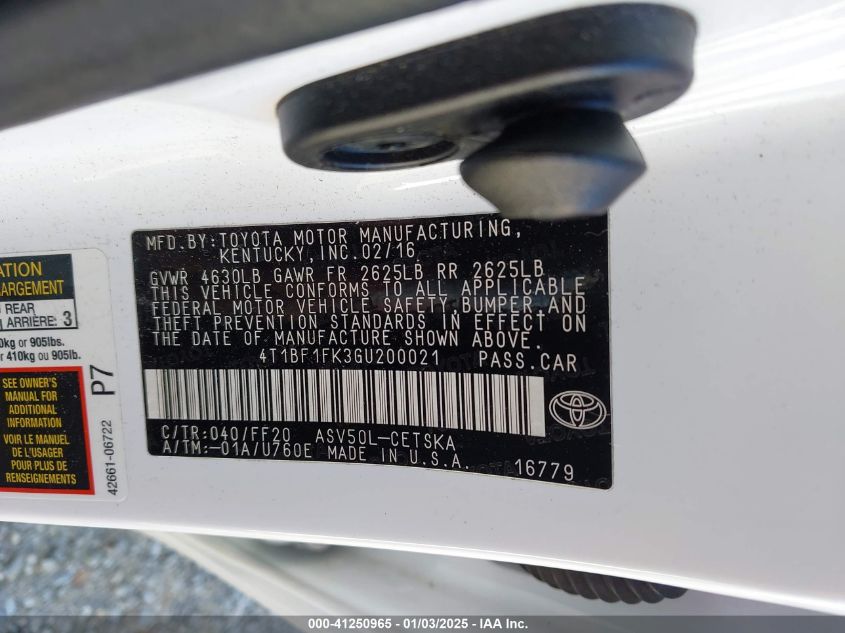 MFD.BY:TOYOTA MOTOR MANUFACTURING,
KENTUCKY, INC.02/16
GVWR 4630LB GAWR FR 2625LB RR 2625LB
THIS VEHICLE CONFORMS TO ALL APPLICABLE
FEDERAL MOTOR VEHICLE SAFETY,BUMPER,AND
THEFT PREVENTION STANDARDS IN EFFECT ON
THE DATE OF MANUFACTURE SHOWN ABOVE.
4T1BF1FK3GU200021 PASS.CAR
C/TR:040/FF20 ASV50L-CETSKA
A/TM:-01A/U760E MADE IN U.S.A.
16779
ATION
ARGEMENT
REAR
ARRIÈRE: 3
0kg or 905lbs.
r 410kg ou 905lb.
SEE OWNER'S
MANUAL FOR
ADDITIONAL
INFORMATION
VOIR LE MANUEL
DE L'USAGER
POUR PLUS DE
RENSEIGNEMENTS
P7
42661-06722
000-41250965 - 01/03/2025 - IAA Inc.